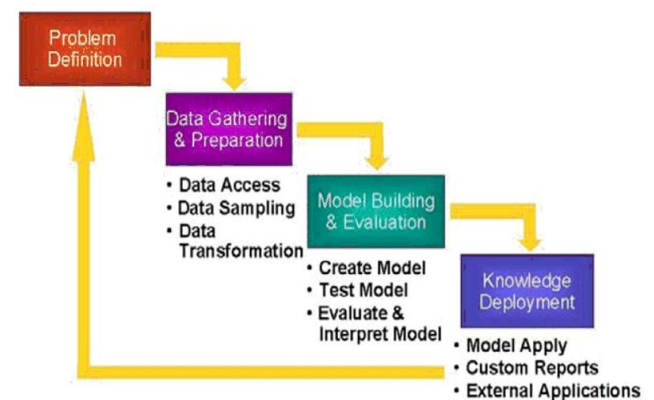 Problem
Definition
Data Gathering
& Preparation
• Data Access
• Data Sampling
• Data
Transformation
Model Building
& Evaluation
• Create Model
• Test Model
• Evaluate &
Interpret Model
Knowledge
Deployment
• Model Apply
• Custom Reports
• External Applications